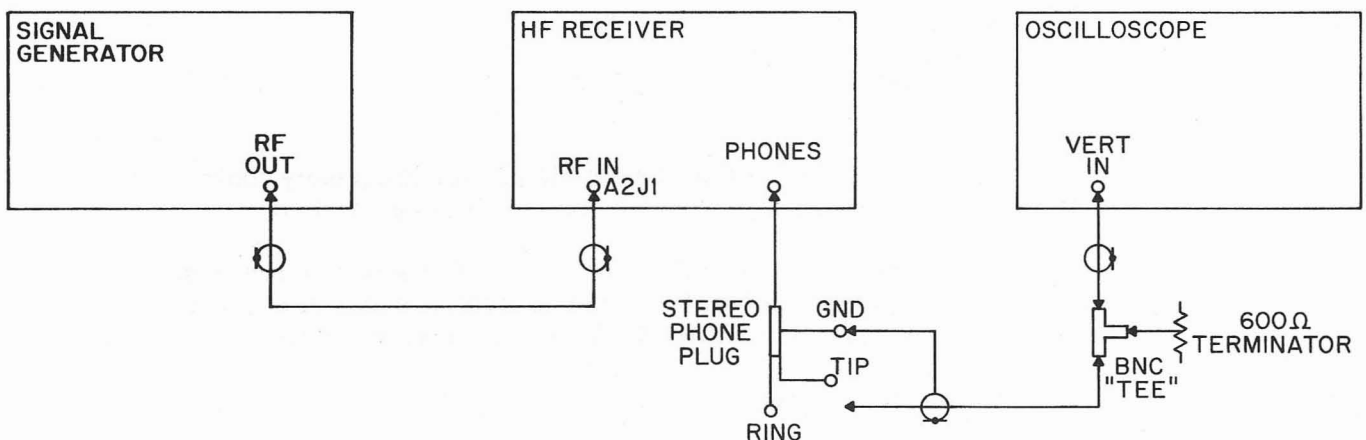 SIGNAL
GENERATOR
RF
OUT
HF RECEIVER
RF IN
A2J1
PHONES
OSCILLOSCOPE
VERT
IN
STEREO
PHONE
PLUG
GND
TIP
RING
BNC
"TEE"
600Ω
TERMINATOR